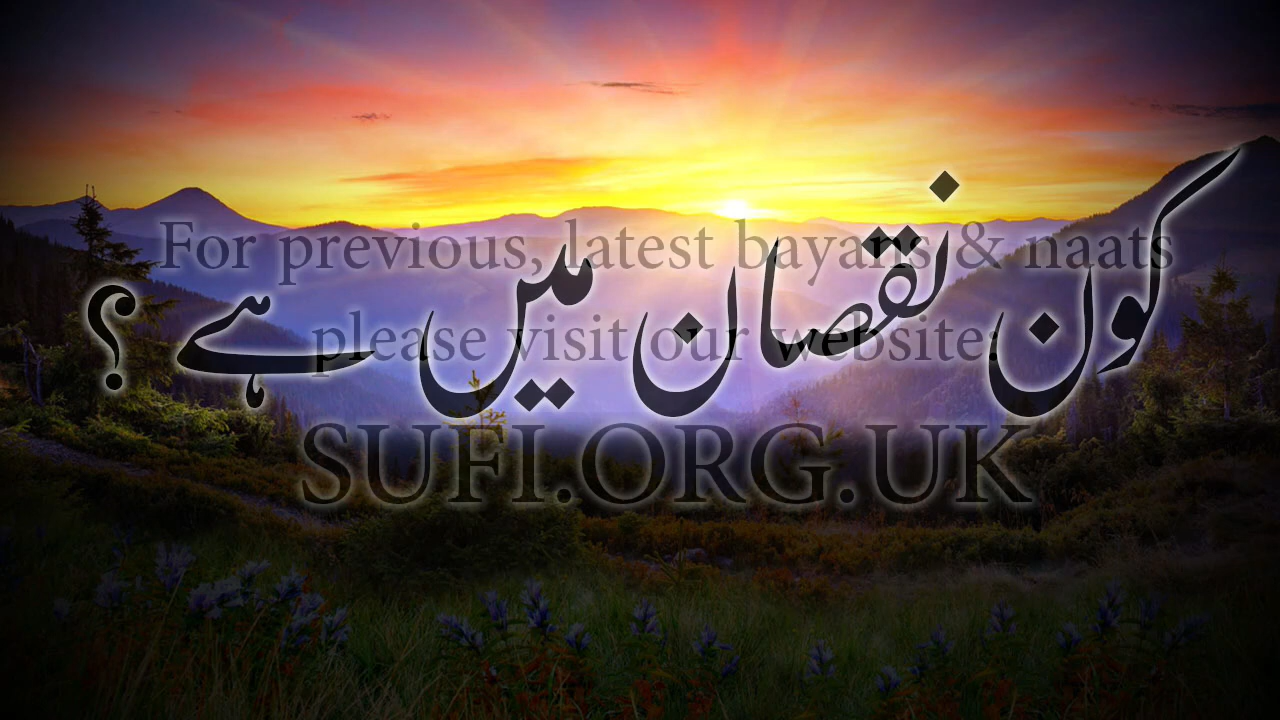 For previous, latest bayans & naats
کون نقصان میں ہے ؟
please visit our website:
SUFI.ORG.UK